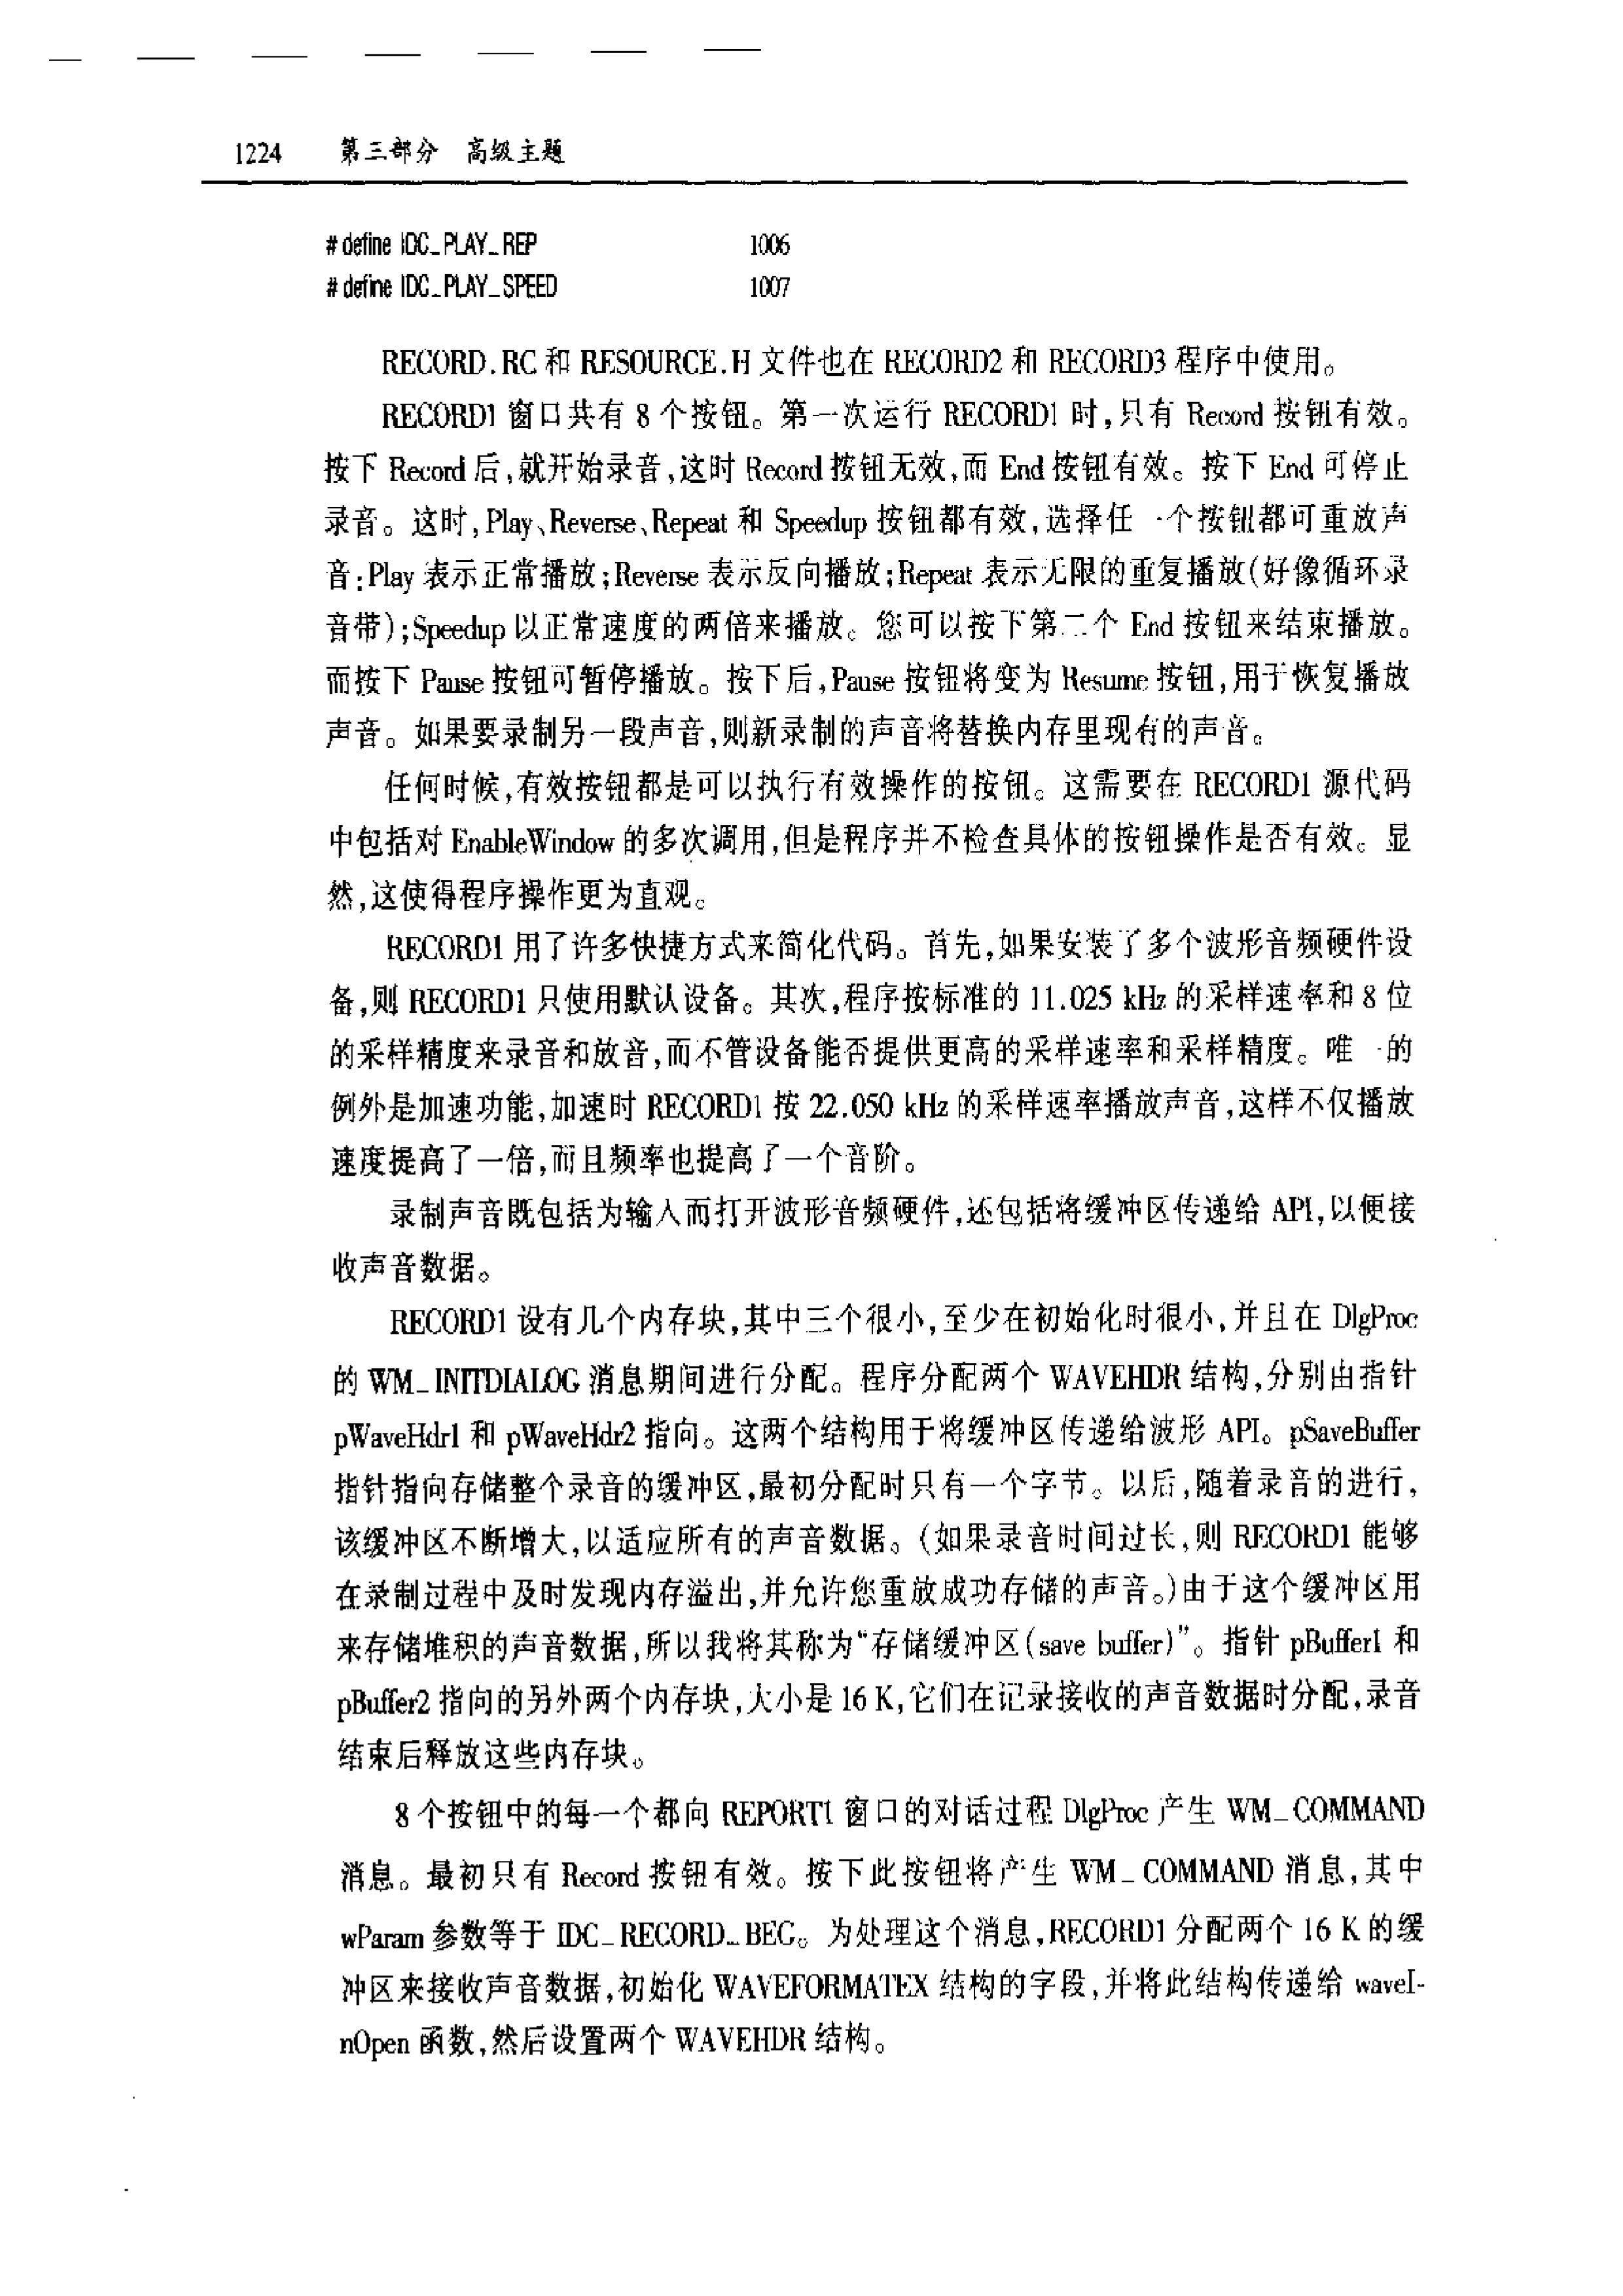 1224 第三部分 高级主题
#define IDC_PLAY_REP 1006
#define IDC_PLAY_SPEED 1007
RECORD.RC 和 RESOURCE.H 文件也在 RECORD2 和 RECORD3 程序中使用。
RECORD1 窗口共有 8 个按钮。第一次运行 RECORD1 时,只有 Record 按钮有效。
按下 Record 后,就开始录音,这时 Record 按钮无效,而 End 按钮有效。按下 End 可停止
录音。这时,Play、Reverse、Repeat 和 Speedup 按钮都有效,选择任一个按钮都可重放声
音:Play 表示正常播放;Reverse 表示反向播放;Repeat 表示无限的重复播放(好像循环录
音带);Speedup 以正常速度的两倍来播放。您可以按下第二个 End 按钮来结束播放。
而按下 Pause 按钮可暂停播放。按下后,Pause 按钮将变为 Resume 按钮,用于恢复播放
声音。如果要录制另一段声音,则新录制的声音将替换内存里现有的声音。
任何时候,有效按钮都是可以执行有效操作的按钮。这需要在 RECORD1 源代码
中包括对 EnableWindow 的多次调用,但是程序并不检查具体的按钮操作是否有效。显
然,这使得程序操作更为直观。
RECORD1 用了许多快捷方式来简化代码。首先,如果安装了多个波形音频硬件设
备,则 RECORD1 只使用默认设备。其次,程序按标准的 11.025 kHz 的采样速率和 8 位
的采样精度来录音和放音,而不管设备能否提供更高的采样速率和采样精度。唯一的
例外是加速功能,加速时 RECORD1 按 22.050 kHz 的采样速率播放声音,这样不仅播放
速度提高了一倍,而且频率也提高了一个音阶。
录制声音既包括为输入而打开波形音频硬件,还包括将缓冲区传递给 API,以便接
收声音数据。
RECORD1 设有几个内存块,其中三个很小,至少在初始化时很小,并且在 DlgProc
的 WM_INITDIALOG 消息期间进行分配。程序分配两个 WAVEHDR 结构,分别由指针
pWaveHdr1 和 pWaveHdr2 指向。这两个结构用于将缓冲区传递给波形 API。pSaveBuffer
指针指向存储整个录音的缓冲区,最初分配时只有一个字节。以后,随着录音的进行,
该缓冲区不断增大,以适应所有的声音数据。(如果录音时间过长,则 RECORD1 能够
在录制过程中及时发现内存溢出,并允许您重放成功存储的声音。)由于这个缓冲区用
来存储堆积的声音数据,所以我将其称为“存储缓冲区(save buffer)”。指针 pBuffer1 和
pBuffer2 指向的另外两个内存块,大小是 16 K,它们在记录接收的声音数据时分配,录音
结束后释放这些内存块。
8 个按钮中的每一个都向 REPORT1 窗口的对话过程 DlgProc 产生 WM_COMMAND
消息。最初只有 Record 按钮有效。按下此按钮将产生 WM_COMMAND 消息,其中
wParam 参数等于 IDC_RECORD_BEG。为处理这个消息,RECORD1 分配两个 16 K 的缓
冲区来接收声音数据,初始化 WAVEFORMATEX 结构的字段,并将此结构传递给 waveI-
nOpen 函数,然后设置两个 WAVEHDR 结构。